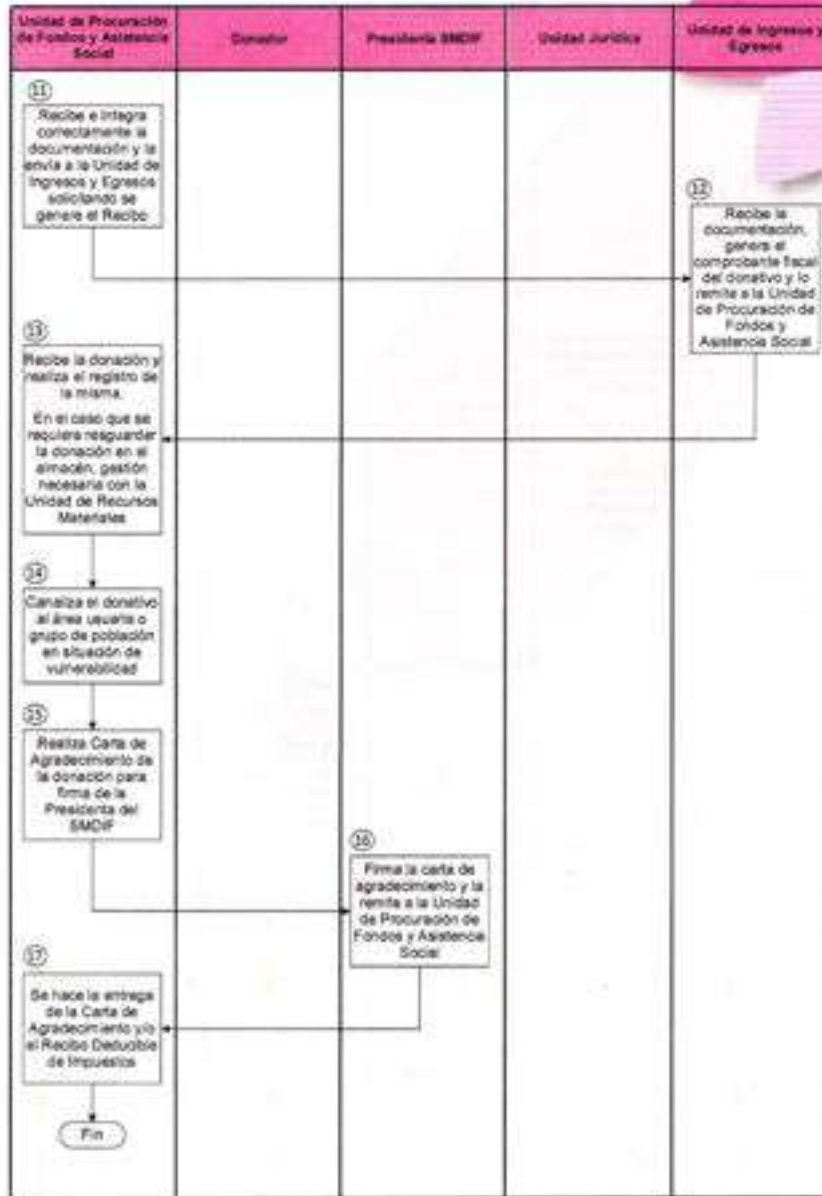 Unidad de Procuración
de Fondos y Asistencia
Social
Donador
Presidenta SMDIF
Unidad Jurídica
Unidad de Ingresos y
Egresos
11
Recibe e integra
correctamente la
documentación y la
envía a la Unidad de
Ingresos y Egresos
solicitando se
genere el Recibo
12
Recibe la
documentación,
genera el
comprobante fiscal
del donativo y lo
remite a la Unidad
de Procuración de
Fondos y
Asistencia Social
13
Recibe la donación y
realiza el registro de
la misma.
En el caso que se
requiera resguardar
la donación en el
almacén, gestión
necesaria con la
Unidad de Recursos
Materiales
14
Canaliza el donativo
al área usuaria o
grupo de población
en situación de
vulnerabilidad
15
Realiza Carta de
Agradecimiento de
la donación para
firma de la
Presidenta del
SMDIF
16
Firma la carta de
agradecimiento y la
remite a la Unidad
de Procuración de
Fondos y Asistencia
Social
17
Se hace la entrega
de la Carta de
Agradecimiento y/o
el Recibo Deducible
de Impuestos
Fin